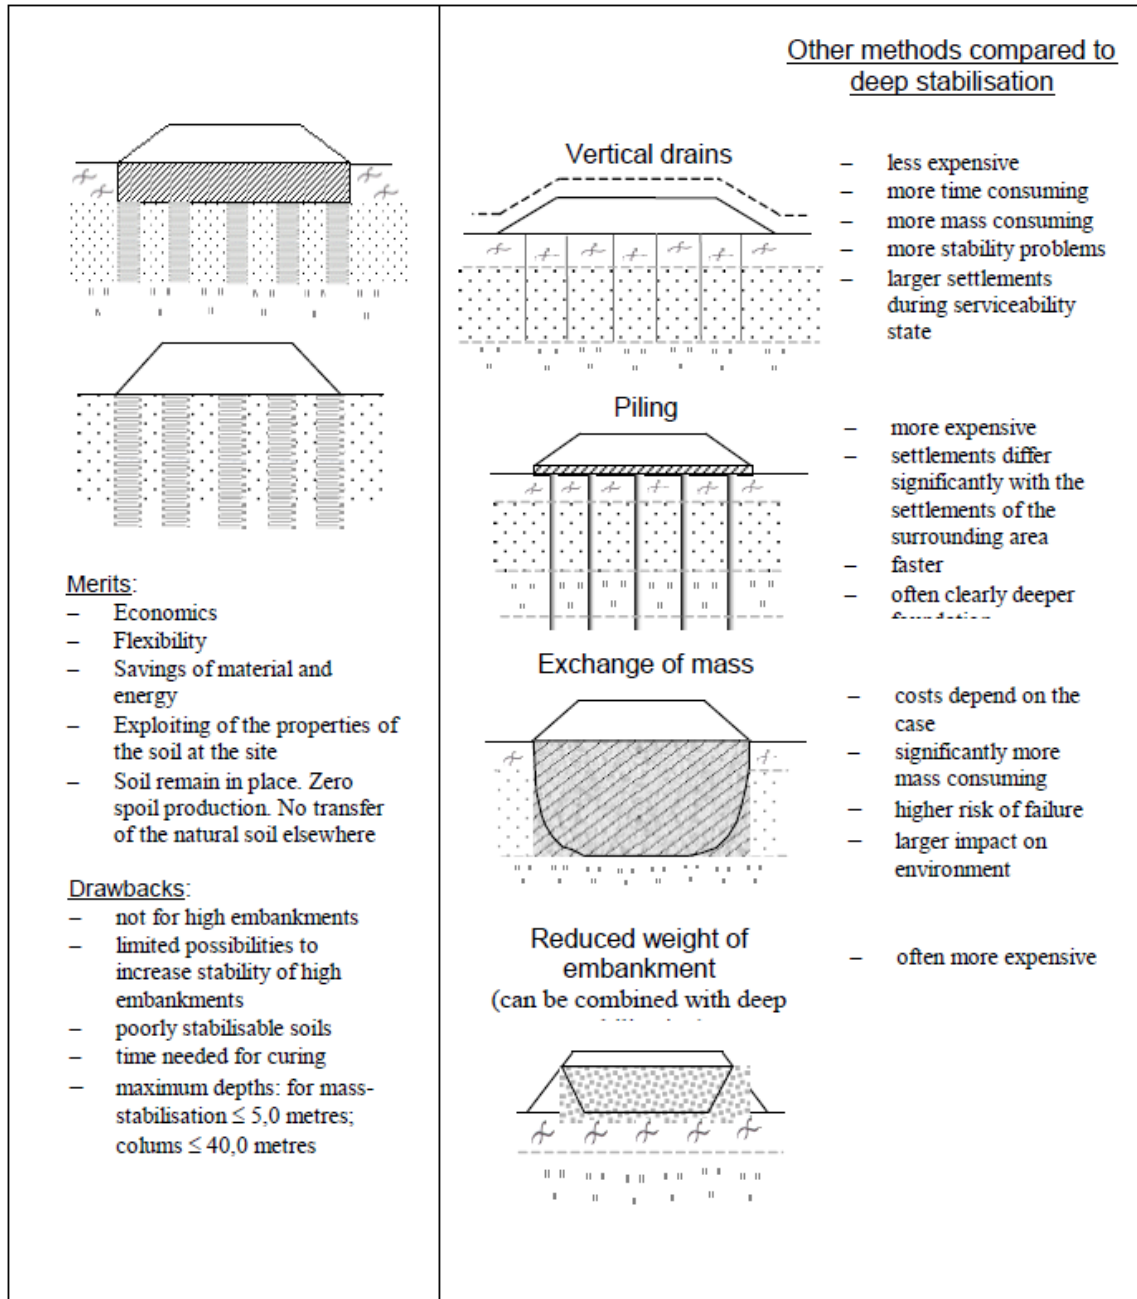 Merits:
– Economics
– Flexibility
– Savings of material and
energy
– Exploiting of the properties of
the soil at the site
– Soil remain in place. Zero
spoil production. No transfer
of the natural soil elsewhere
Drawbacks:
– not for high embankments
– limited possibilities to
increase stability of high
embankments
– poorly stabilisable soils
– time needed for curing
– maximum depths: for mass-
stabilisation ≤ 5,0 metres;
colums ≤ 40,0 metres
Other methods compared to
deep stabilisation
Vertical drains
– less expensive
– more time consuming
– more mass consuming
– more stability problems
– larger settlements
during serviceability
state
Piling
– more expensive
– settlements differ
significantly with the
settlements of the
surrounding area
– faster
– often clearly deeper
Exchange of mass
– costs depend on the
case
– significantly more
mass consuming
– higher risk of failure
– larger impact on
environment
Reduced weight of
embankment
(can be combined with deep
– often more expensive